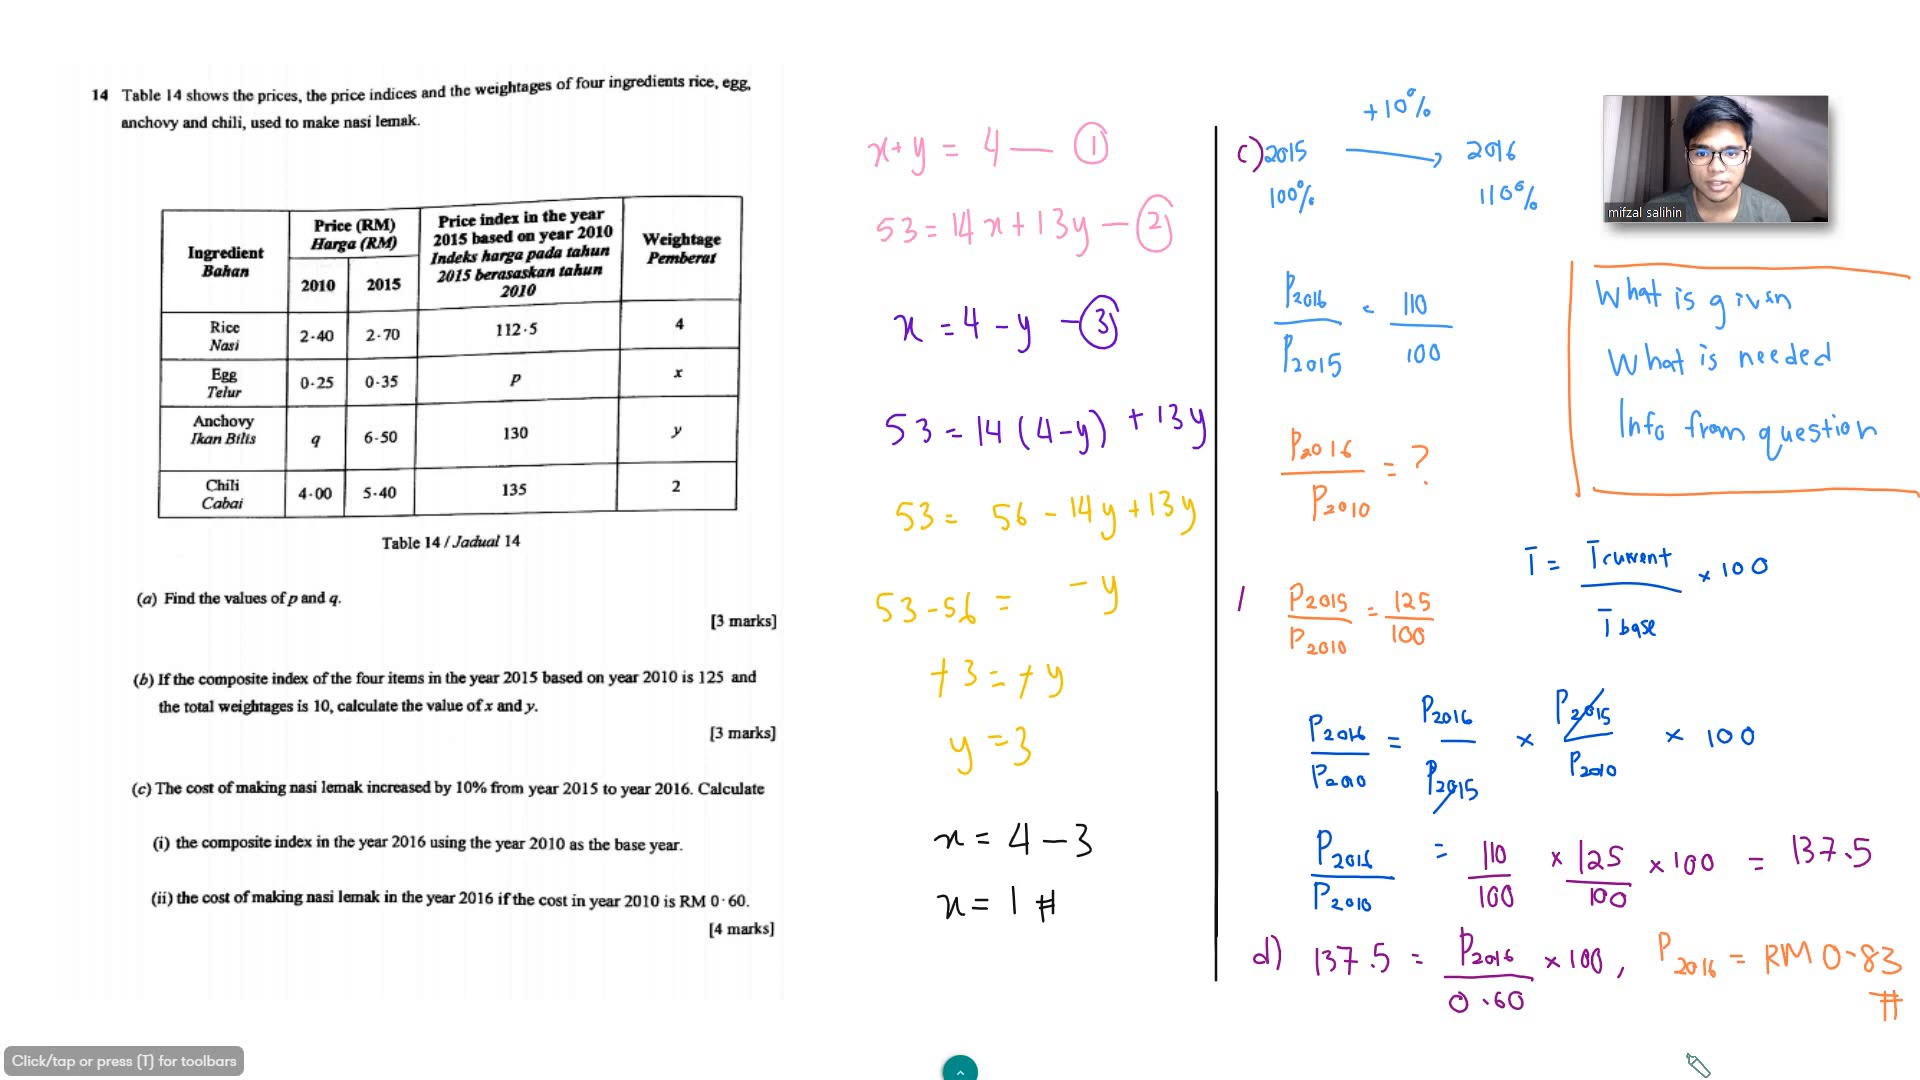 14 Table 14 shows the prices, the price indices and the weightages of four ingredients rice, egg,
anchovy and chili, used to make nasi lemak.
Ingredient
Bahan
Price (RM)
Harga (RM)
2010 2015
Price index in the year
2015 based on year 2010
Indeks harga pada tahun
2015 berasaskan tahun
2010
Weightage
Pemberat
Rice
Nasi
2·40 2·70 112·5 4
Egg
Telur
0·25 0·35 p x
Anchovy
Ikan Bilis
q 6·50 130 y
Chili
Cabai
4·00 5·40 135 2
Table 14 / Jadual 14
(a) Find the values of p and q.
[3 marks]
(b) If the composite index of the four items in the year 2015 based on year 2010 is 125 and
the total weightages is 10, calculate the value of x and y.
[3 marks]
(c) The cost of making nasi lemak increased by 10% from year 2015 to year 2016. Calculate
(i) the composite index in the year 2016 using the year 2010 as the base year.
(ii) the cost of making nasi lemak in the year 2016 if the cost in year 2010 is RM 0·60.
[4 marks]
x+y = 4 — ①
53 = 14x+13y — ②
x = 4 - y - ③
53 = 14 (4-y) + 13y
53 = 56 - 14y + 13y
53-56 = -y
+3 = +y
y = 3
x = 4 - 3
x = 1 #
+10%
c) 2015 → 2016
100% 110%
P2016 / P2015 = 110 / 100
P2016 / P2010 = ?
P2015 / P2010 = 125 / 100
I = I current / I base × 100
P2016 / P2010 = P2016 / P2015 × P2015 / P2010 × 100
P2016 / P2010 = 110 / 100 × 125 / 100 × 100 = 137.5
d) 137.5 = P2016 / 0.60 × 100, P2016 = RM 0.83
#
mifzal salihin
What is given
What is needed
Info from question
Click/tap or press (T) for toolbars